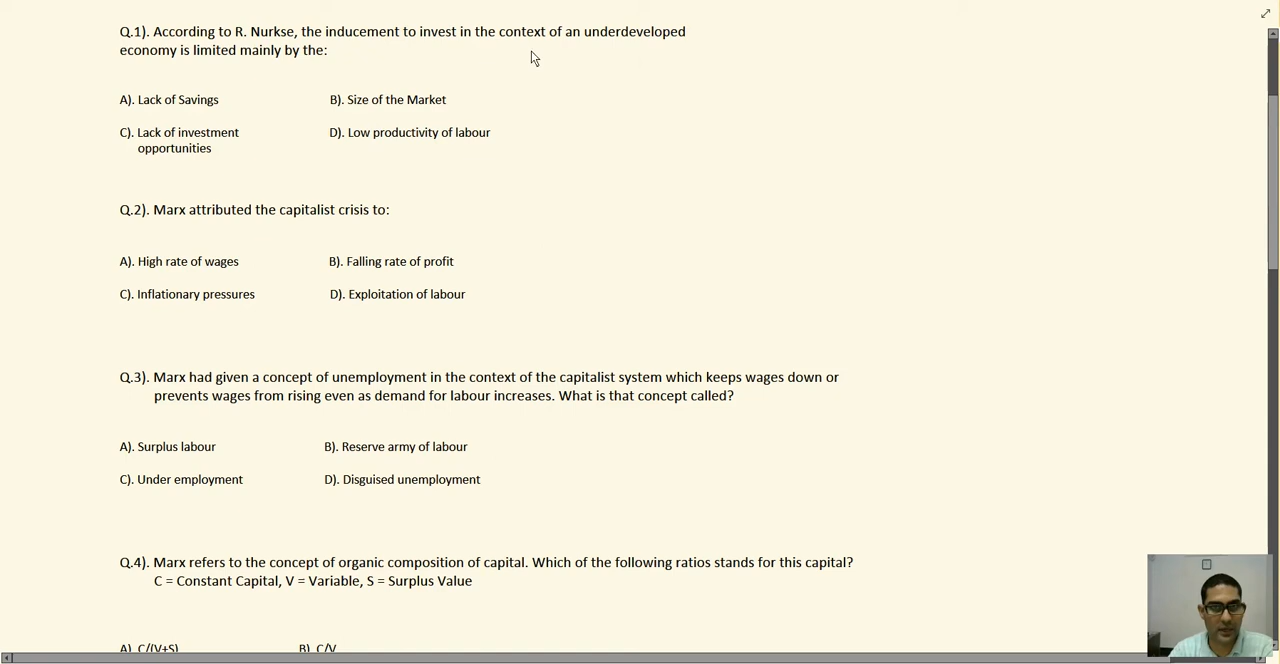 Q.1). According to R. Nurkse, the inducement to invest in the context of an underdeveloped
economy is limited mainly by the:
A). Lack of Savings B). Size of the Market
C). Lack of investment D). Low productivity of labour
opportunities
Q.2). Marx attributed the capitalist crisis to:
A). High rate of wages B). Falling rate of profit
C). Inflationary pressures D). Exploitation of labour
Q.3). Marx had given a concept of unemployment in the context of the capitalist system which keeps wages down or
prevents wages from rising even as demand for labour increases. What is that concept called?
A). Surplus labour B). Reserve army of labour
C). Under employment D). Disguised unemployment
Q.4). Marx refers to the concept of organic composition of capital. Which of the following ratios stands for this capital?
C = Constant Capital, V = Variable, S = Surplus Value
A). C/(V+S) B). C/V